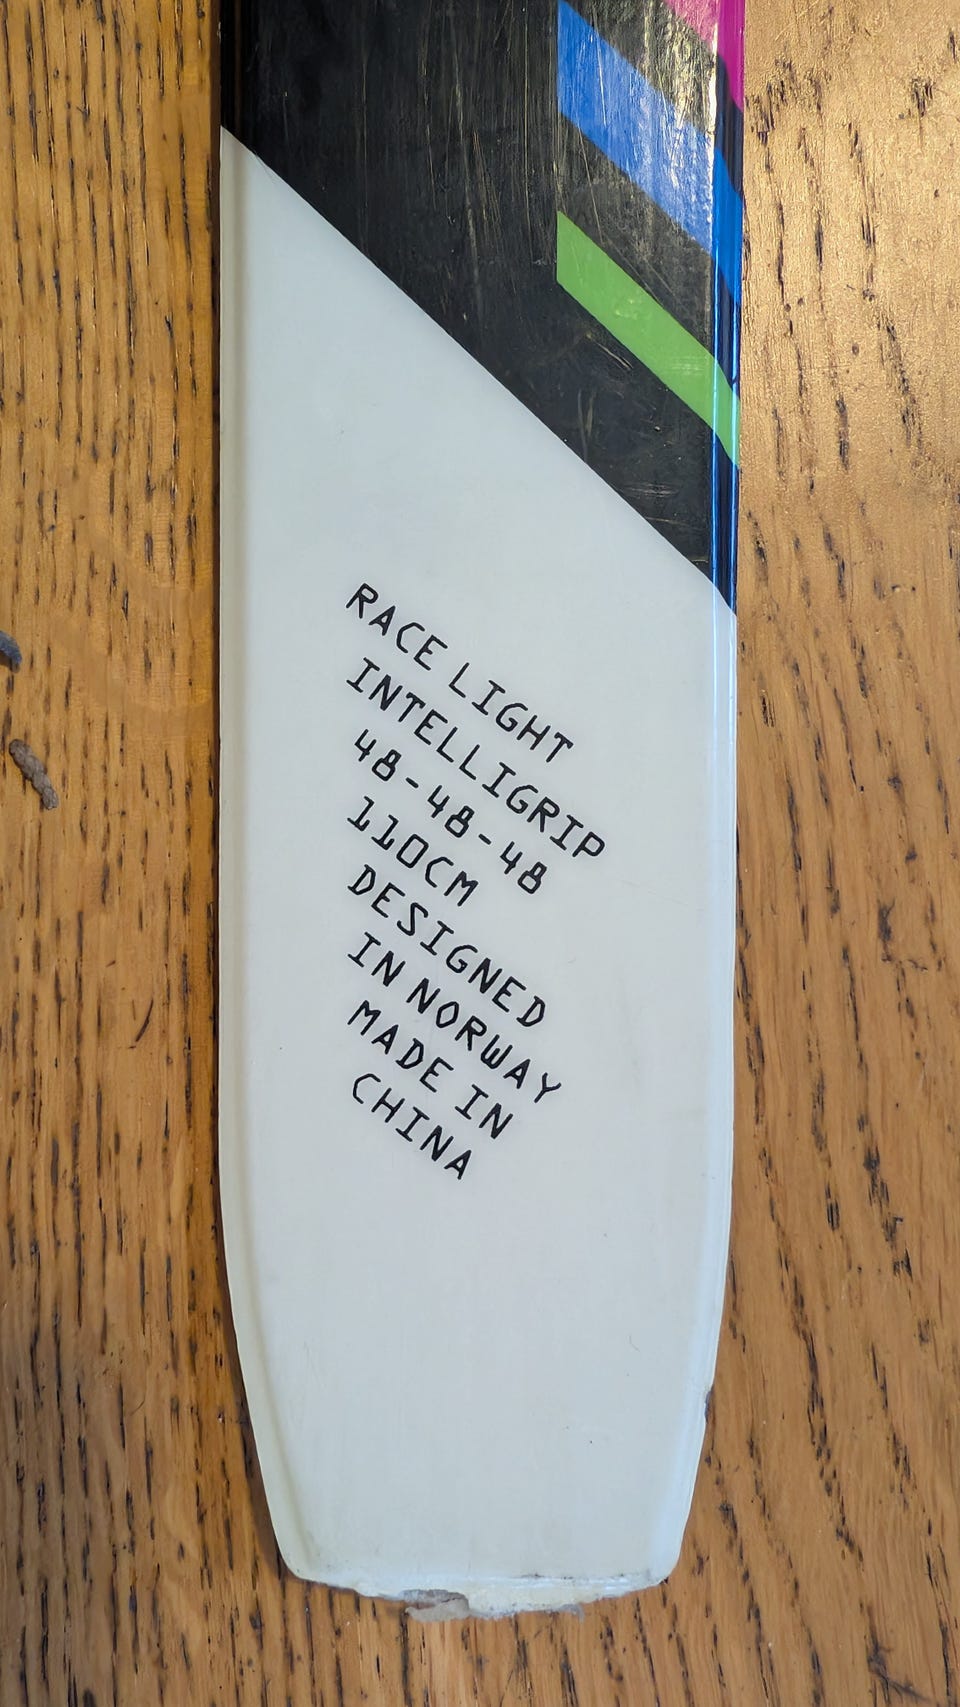 RACE LIGHT
INTELLIGRIP
48-48-48
110CM
DESIGNED
IN NORWAY
MADE IN
CHINA